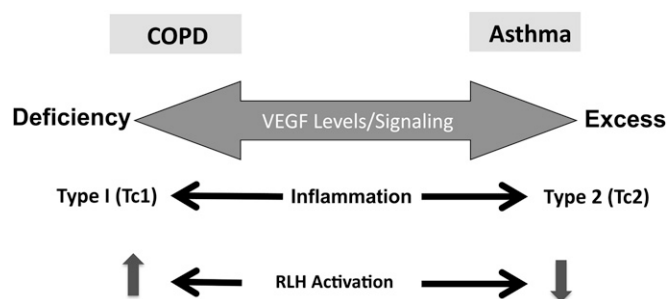 COPD Asthma
Deficiency VEGF Levels/Signaling Excess
Type I (Tc1) Inflammation Type 2 (Tc2)
RLH Activation